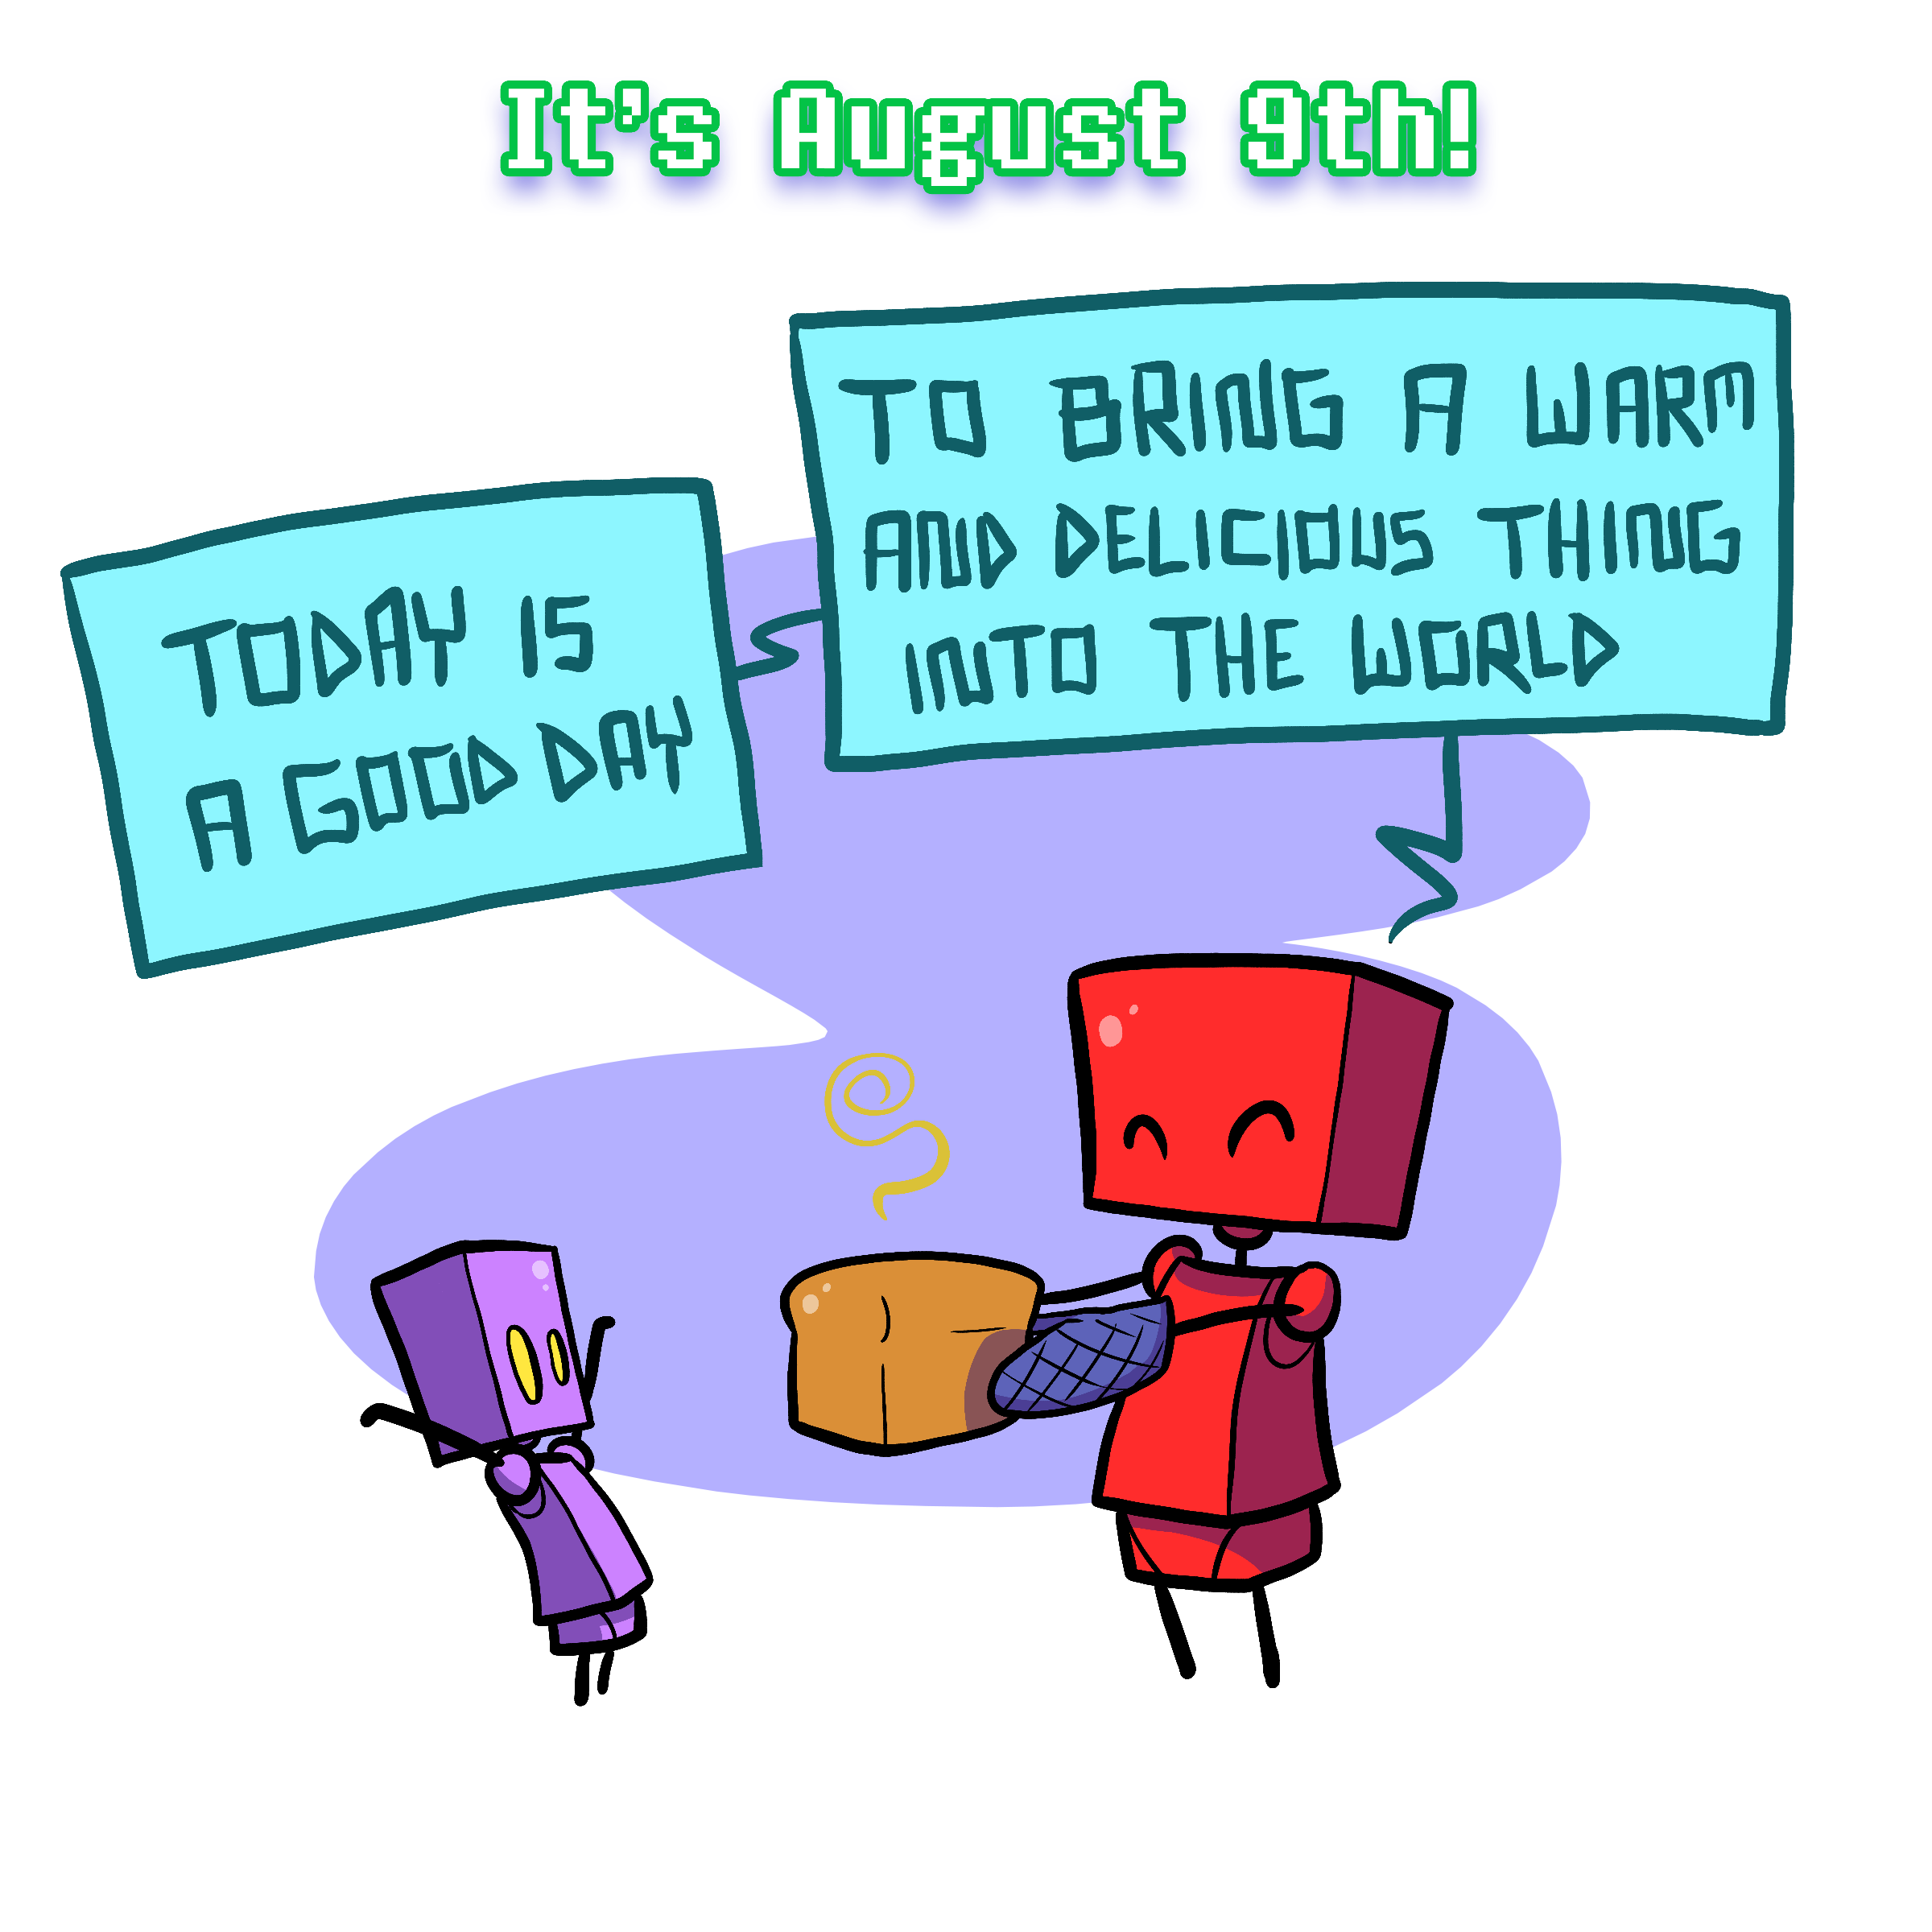 It's August 9th!
TODAY IS
A GOOD DAY
TO BRING A WARM
AND DELICIOUS THING
INTO THE WORLD